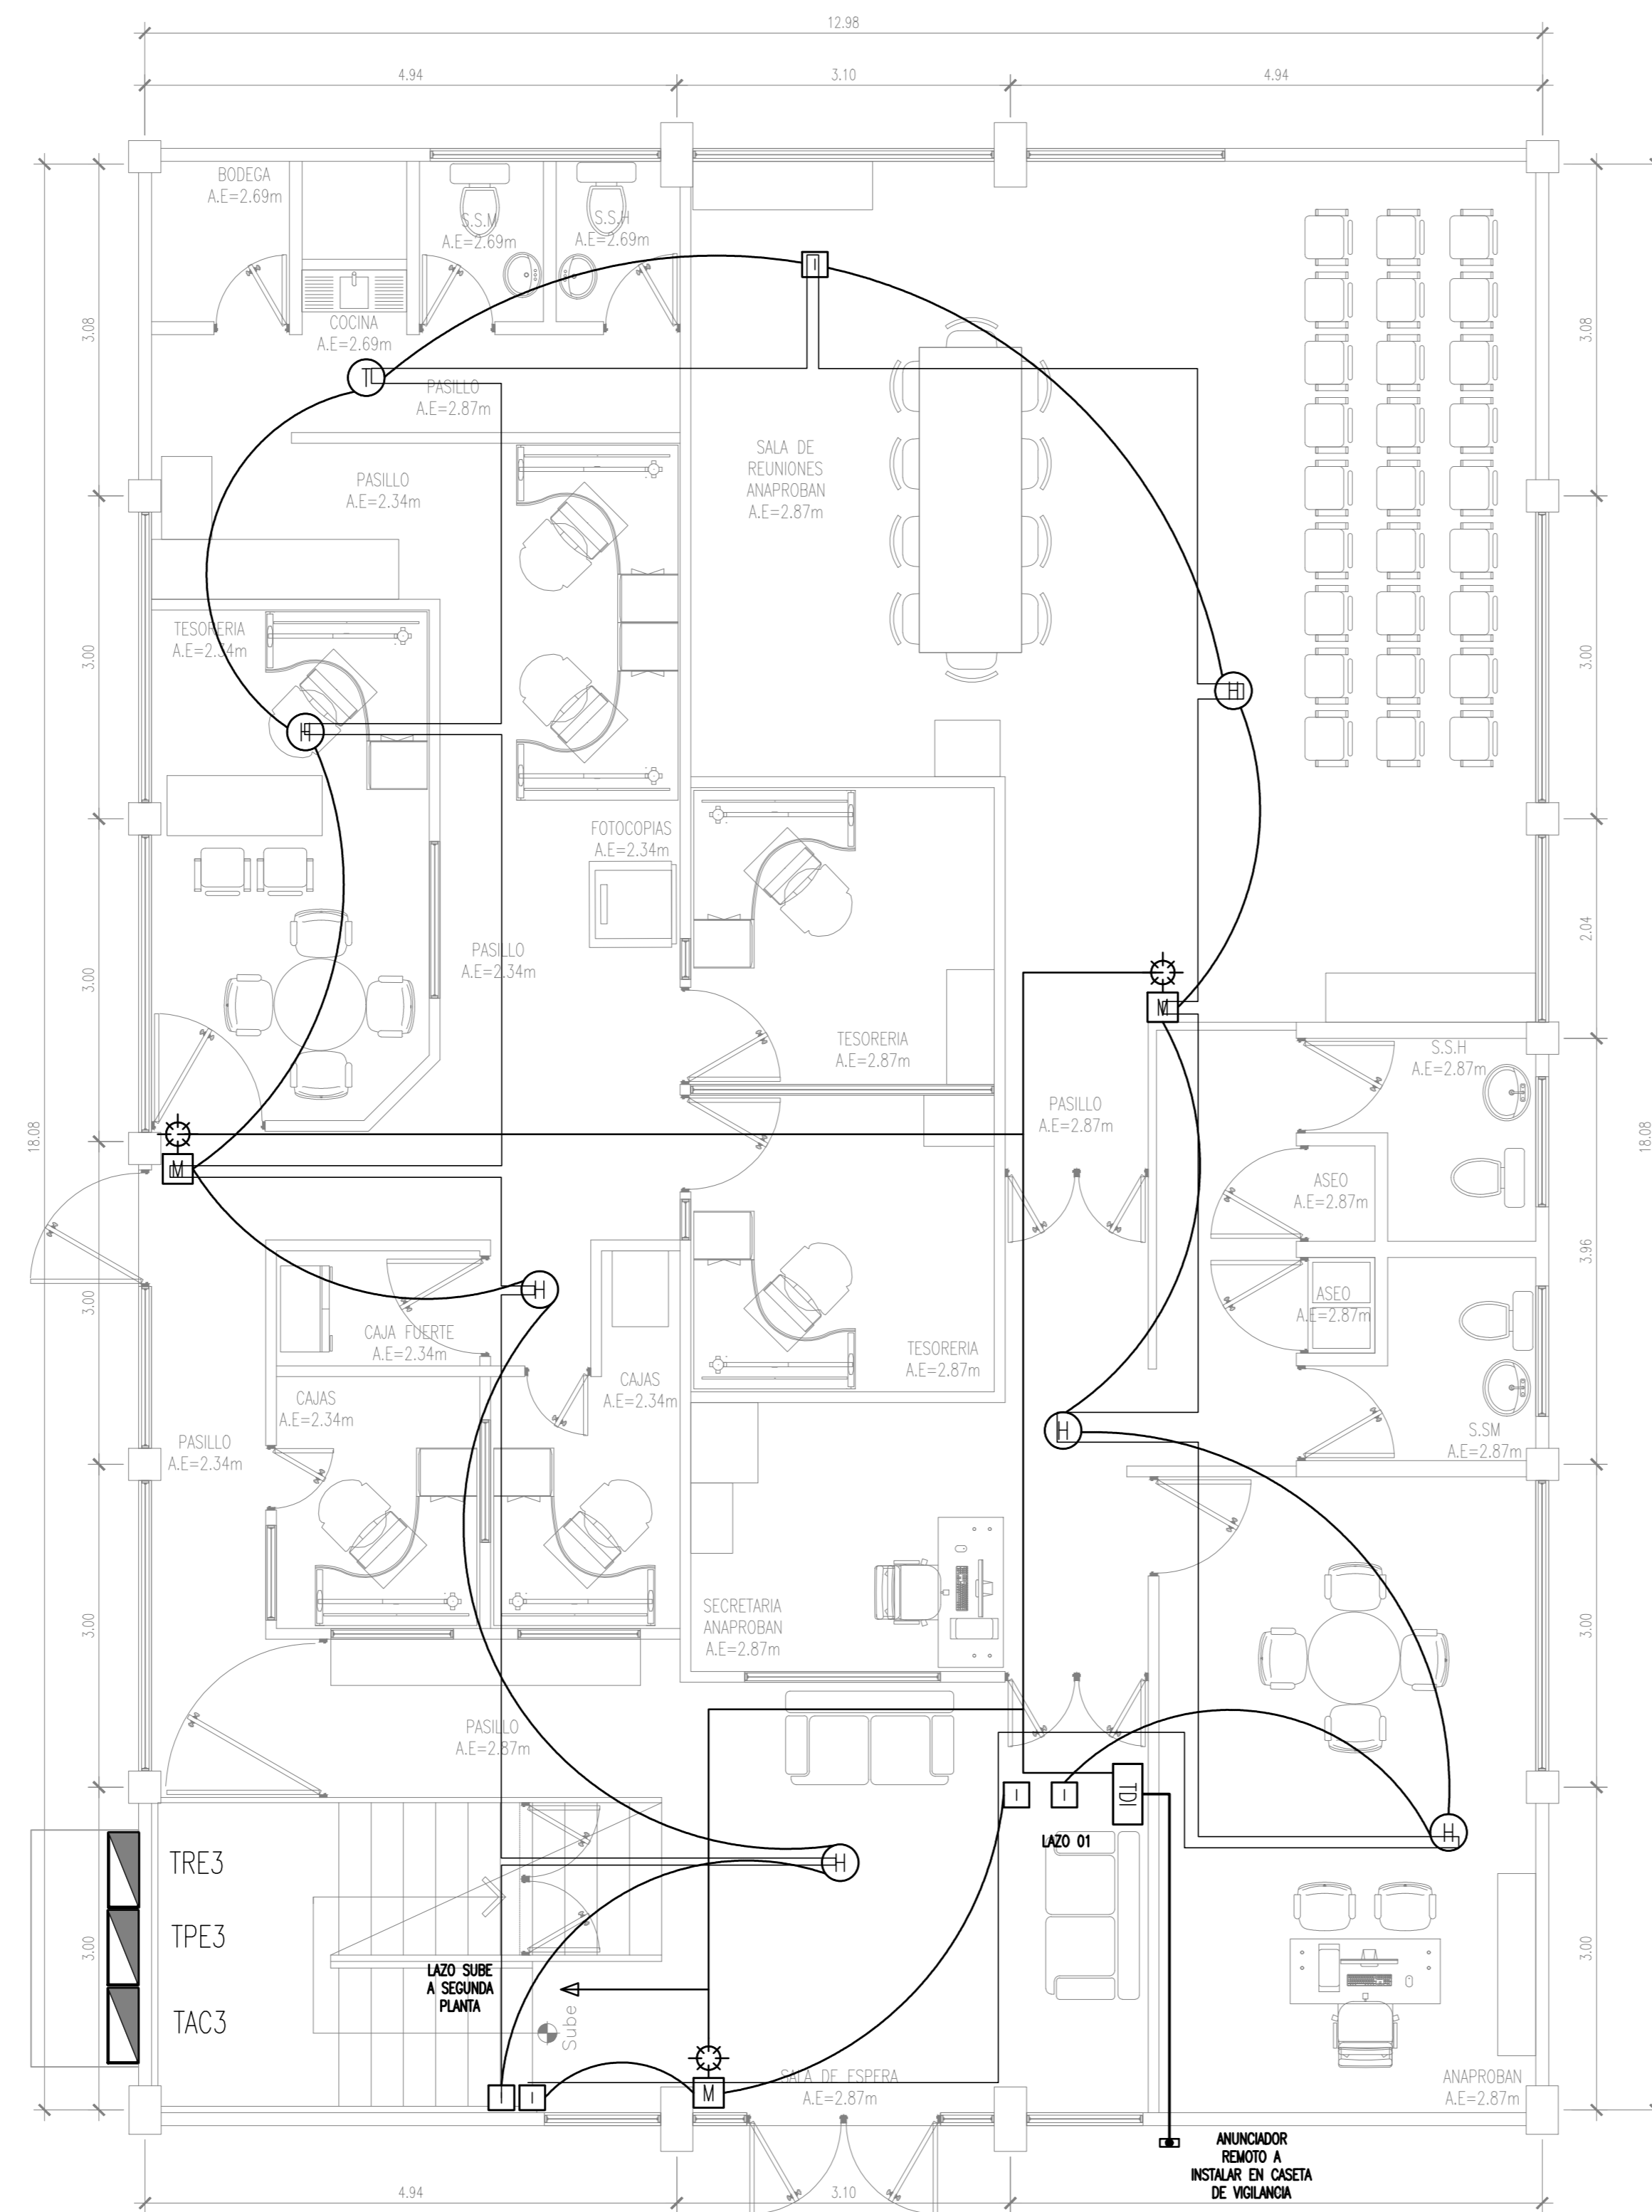 12.98
4.94
3.10
4.94
BODEGA
A.E=2.69m
S.S.M
A.E=2.69m
S.S.H
A.E=2.69m
I
3.08
COCINA
A.E=2.69m
3.08
T
PASILLO
A.E=2.87m
PASILLO
A.E=2.34m
SALA DE
REUNIONES
ANAPROBAN
A.E=2.87m
TESORERIA
A.E=2.34m
3.00
3.00
H
H
FOTOCOPIAS
A.E=2.34m
PASILLO
A.E=2.34m
3.00
2.04
M
TESORERIA
A.E=2.87m
S.S.H
A.E=2.87m
PASILLO
A.E=2.87m
18.08
18.08
M
ASEO
A.E=2.87m
3.96
3.00
H
ASEO
A.E=2.87m
CAJA FUERTE
A.E=2.34m
TESORERIA
A.E=2.87m
CAJAS
A.E=2.34m
CAJAS
A.E=2.34m
PASILLO
A.E=2.34m
H
S.SM
A.E=2.87m
3.00
3.00
SECRETARIA
ANAPROBAN
A.E=2.87m
PASILLO
A.E=2.87m
I
I
TDI
LAZO 01
H
H
TRE3
TPE3
TAC3
3.00
3.00
LAZO SUBE
A SEGUNDA
PLANTA
Sube
I
I
M
SALA DE ESPERA
A.E=2.87m
ANAPROBAN
A.E=2.87m
ANUNCIADOR
REMOTO A
INSTALAR EN CASETA
DE VIGILANCIA
4.94
3.10